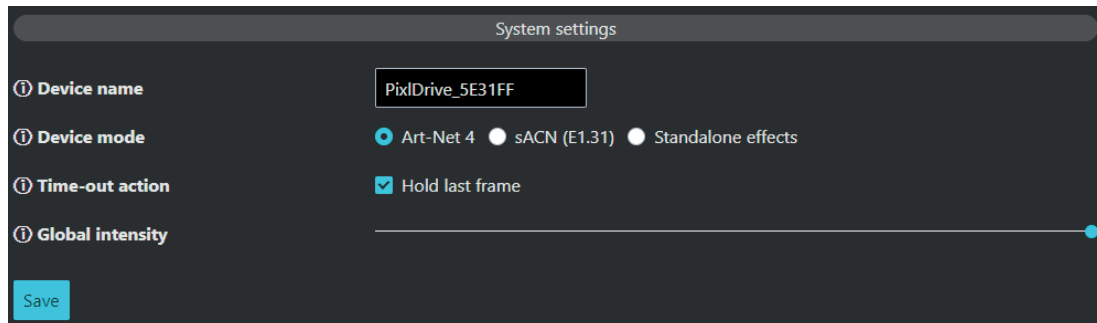 System settings
ⓘ Device name PixlDrive_5E31FF
ⓘ Device mode Art-Net 4 sACN (E1.31) Standalone effects
ⓘ Time-out action Hold last frame
ⓘ Global intensity
Save